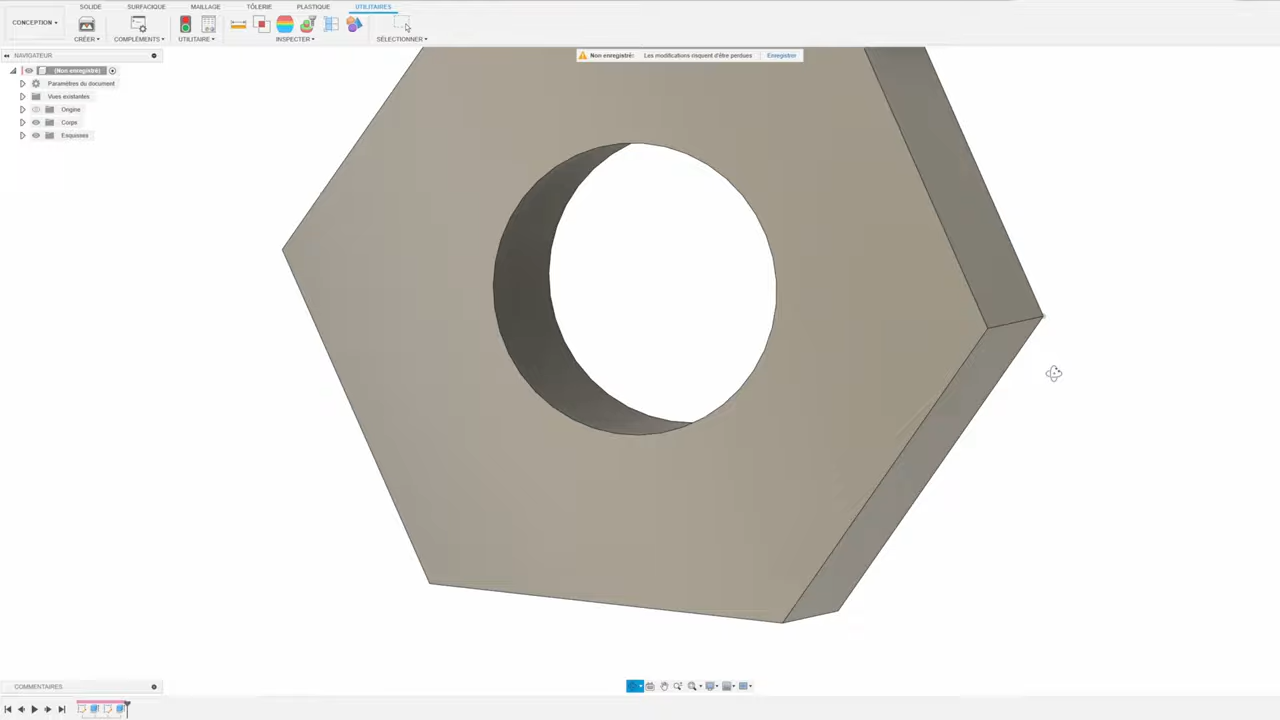 SOLIDE SURFACIQUE MAILLAGE TÔLERIE PLASTIQUE UTILITAIRES
CONCEPTION
CRÉER COMPLÉMENTS UTILITAIRE INSPECTER SÉLECTIONNER
NAVIGATEUR
Non enregistré: Les modifications risquent d'être perdues Enregistrer
(Non enregistré)
Paramètres du document
Vues existantes
Origine
Corps
Esquisses
COMMENTAIRES